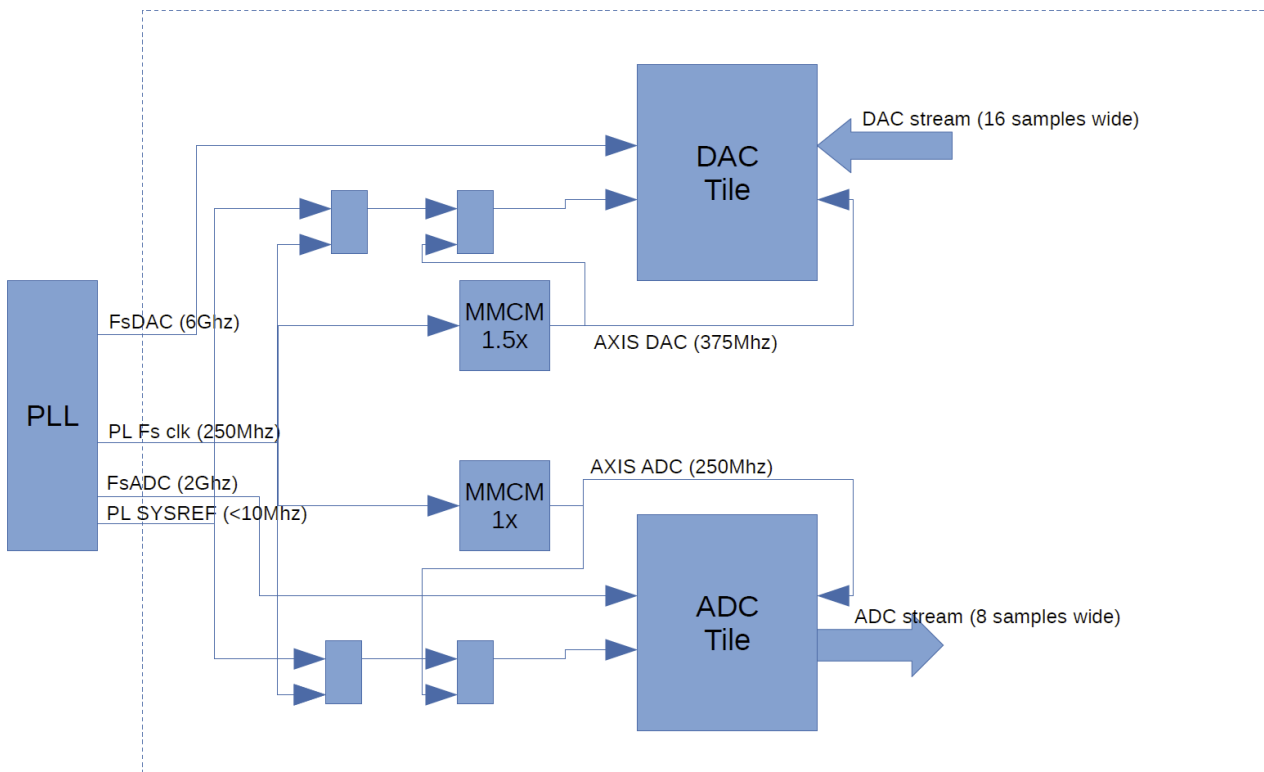 DAC stream (16 samples wide)
DAC
Tile
PLL
FsDAC (6Ghz)
MMCM
1.5x
AXIS DAC (375Mhz)
PL Fs clk (250Mhz)
FsADC (2Ghz)
PL SYSREF (<10Mhz)
AXIS ADC (250Mhz)
MMCM
1x
ADC
Tile
ADC stream (8 samples wide)